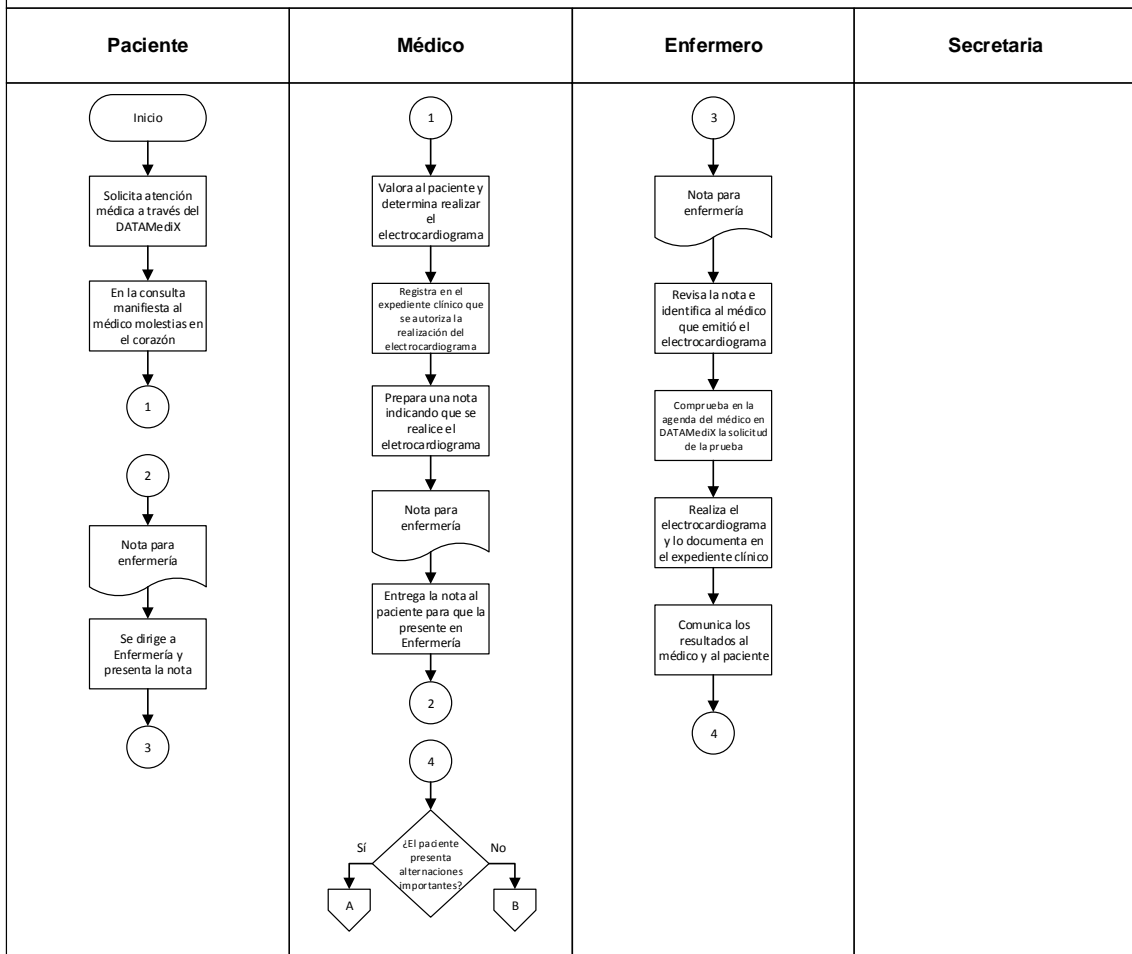 Paciente
Médico
Enfermero
Secretaria
Inicio
Solicita atención
médica a través del
DATAMediX
En la consulta
manifiesta al
médico molestias en
el corazón
1
2
Nota para
enfermería
Se dirige a
Enfermería y
presenta la nota
3
1
Valora al paciente y
determina realizar
el
electrocardiograma
Registra en el
expediente clínico que
se autoriza la
realización del
electrocardiograma
Prepara una nota
indicando que se
realice el
eletrocardiograma
Nota para
enfermería
Entrega la nota al
paciente para que la
presente en
Enfermería
2
4
¿El paciente
presenta
alternaciones
importantes?
Sí
No
A
B
3
Nota para
enfermería
Revisa la nota e
identifica al médico
que emitió el
electrocardiograma
Comprueba en la
agenda del médico en
DATAMediX la solicitud
de la prueba
Realiza el
electrocardiograma
y lo documenta en
el expediente clínico
Comunica los
resultados al
médico y al paciente
4